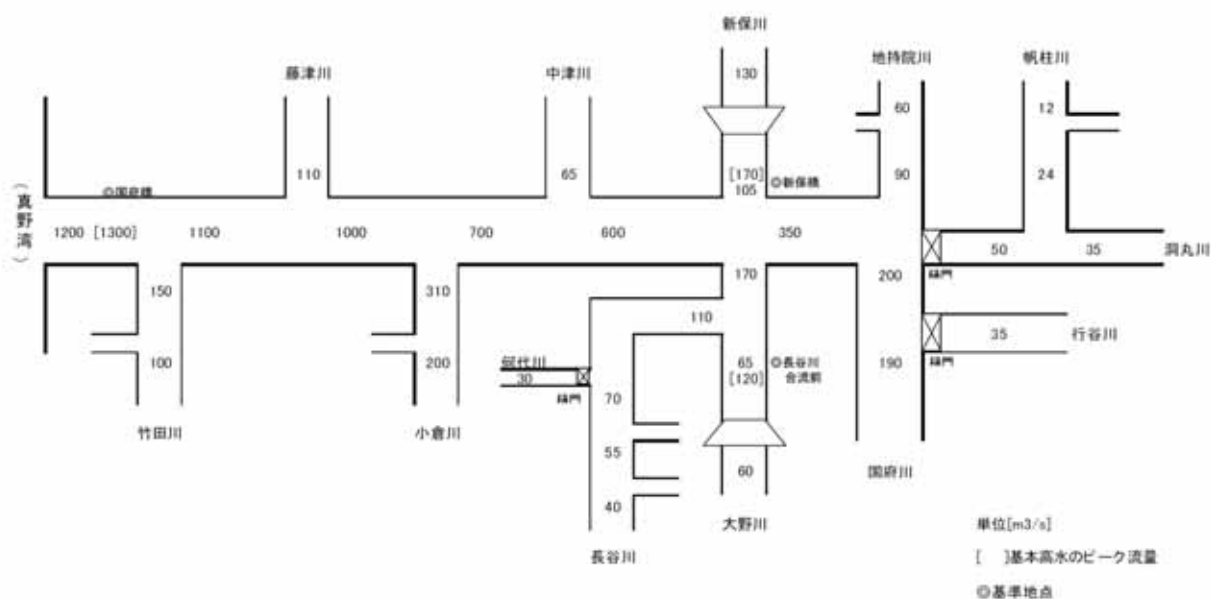 新保川
藤津川
中津川
地持院川
帆柱川
130
60
12
110
65
[170]
105
◎新保橋
90
24
◎国府橋
(真野湾)
1200 [1300]
1100
1000
700
600
350
50
35
洞丸川
樋門
150
310
170
200
110
35
行谷川
樋門
100
200
30
樋門
70
65
[120]
◎長谷川
合流前
190
竹田川
小倉川
55
60
国府川
40
大野川
長谷川
単位[m3/s]
[ ]基本高水のピーク流量
◎基準地点